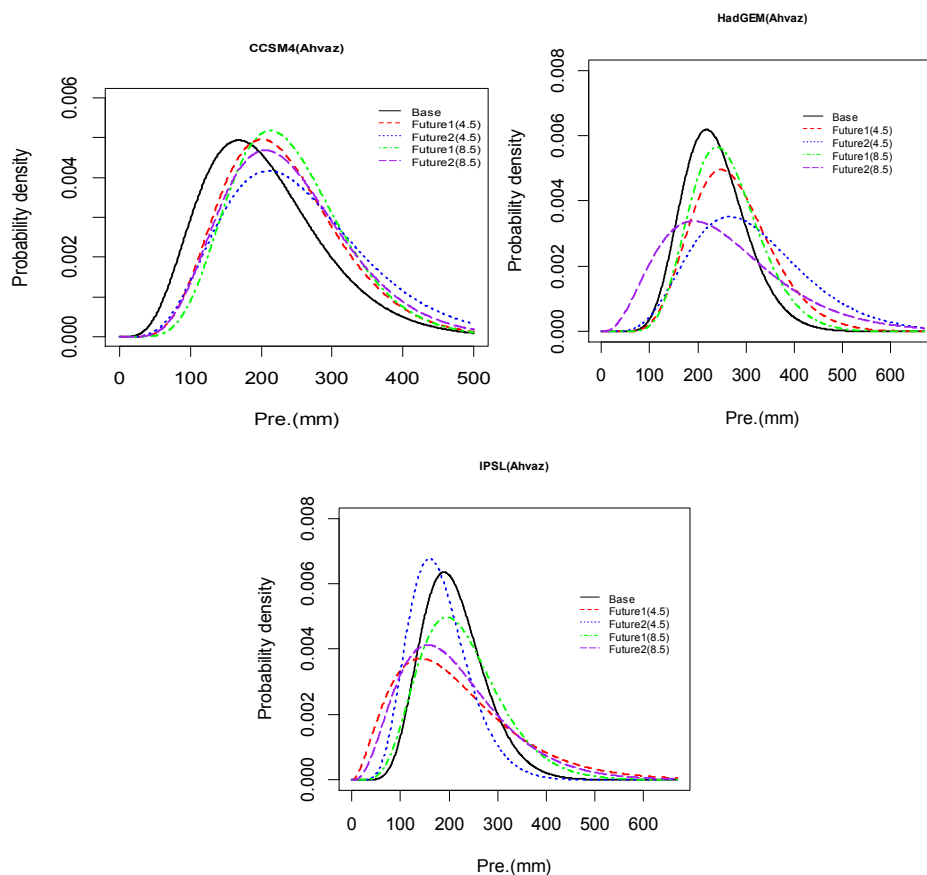 CCSM4(Ahvaz)
Probability density
0.006
0.004
0.002
0.000
Base
Future1(4.5)
Future2(4.5)
Future1(8.5)
Future2(8.5)
0 100 200 300 400 500
Pre.(mm)
HadGEM(Ahvaz)
Probability density
0.008
0.006
0.004
0.002
0.000
Base
Future1(4.5)
Future2(4.5)
Future1(8.5)
Future2(8.5)
0 100 200 300 400 500 600
Pre.(mm)
IPSL(Ahvaz)
Probability density
0.008
0.006
0.004
0.002
0.000
Base
Future1(4.5)
Future2(4.5)
Future1(8.5)
Future2(8.5)
0 100 200 300 400 500 600
Pre.(mm)